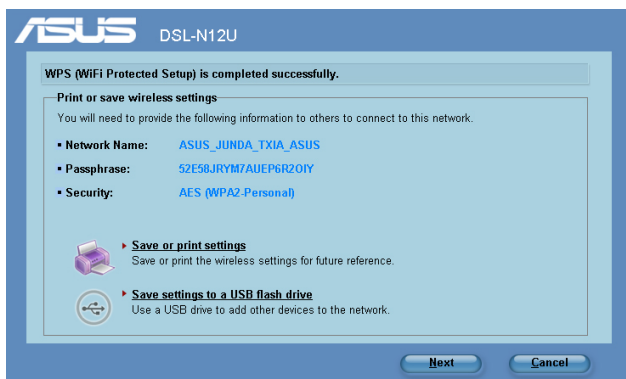 ASUS DSL-N12U
WPS (WiFi Protected Setup) is completed successfully.
Print or save wireless settings
You will need to provide the following information to others to connect to this network.
Network Name: ASUS_JUNDA_TXIA_ASUS
Passphrase: 52E58JRYM7AUEP6R2OIY
Security: AES (WPA2-Personal)
Save or print settings
Save or print the wireless settings for future reference.
Save settings to a USB flash drive
Use a USB drive to add other devices to the network.
Next Cancel